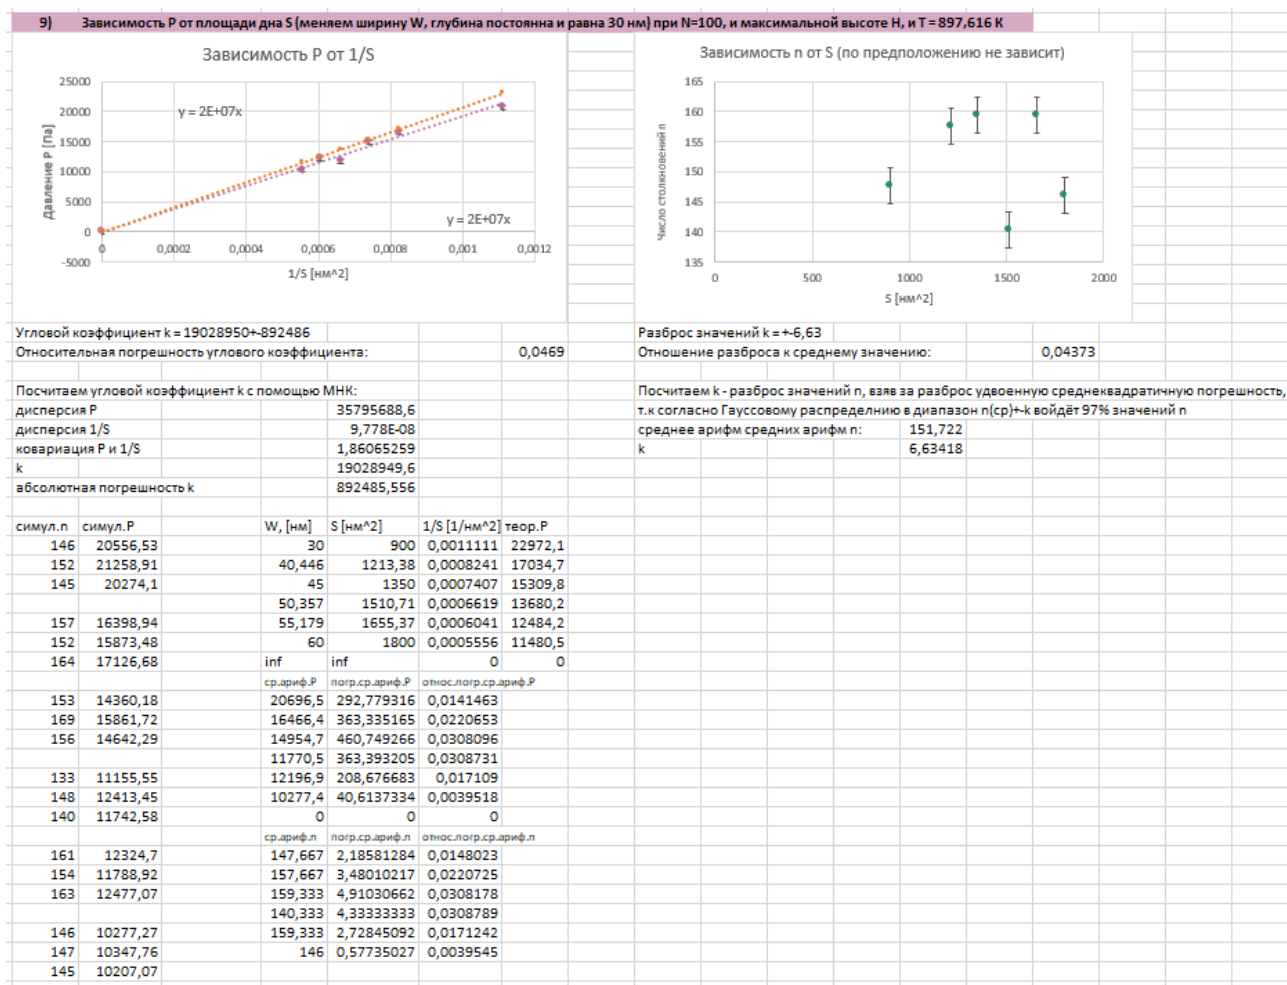 9) Зависимость P от площади дна S (меняем ширину W, глубина постоянна и равна 30 нм) при N=100, и максимальной высоте H, и T = 897,616 К
Зависимость P от 1/S
25000
20000
15000
10000
5000
0
-5000
Давление P [Па]
y = 2E+07x
y = 2E+07x
0
0,0002
0,0004
0,0006
0,0008
0,001
0,0012
1/S [нм^2]
Зависимость n от S (по предположению не зависит)
165
160
155
150
145
140
135
Число столкновений n
0
500
1000
1500
2000
S [нм^2]
Угловой коэффициент k = 19028950+-892486
Относительная погрешность углового коэффициента: 0,0469
Разброс значений k = +-6,63
Отношение разброса к среднему значению: 0,04373
Посчитаем угловой коэффициент k с помощью МНК:
дисперсия P 35795688,6
дисперсия 1/S 9,778E-08
ковариация P и 1/S 1,86065259
k 19028949,6
абсолютная погрешность k 892485,556
Посчитаем k - разброс значений n, взяв за разброс удвоенную среднеквадратичную погрешность,
т.к согласно Гауссовому распределнию в диапазон n(ср)+-k войдёт 97% значений n
среднее арифм средних арифм n: 151,722
k 6,63418
симул.n симул.P W, [нм] S [нм^2] 1/S [1/нм^2] теор.P
146 20556,53 30 900 0,0011111 22972,1
152 21258,91 40,446 1213,38 0,0008241 17034,7
145 20274,1 45 1350 0,0007407 15309,8
50,357 1510,71 0,0006619 13680,2
157 16398,94 55,179 1655,37 0,0006041 12484,2
152 15873,48 60 1800 0,0005556 11480,5
164 17126,68 inf inf 0 0
ср.ариф.P погр.ср.ариф.P относ.погр.ср.ариф.P
153 14360,18 20696,5 292,779316 0,0141463
169 15861,72 16466,4 363,335165 0,0220653
156 14642,29 14954,7 460,749266 0,0308096
11770,5 363,393205 0,0308731
133 11155,55 12196,9 208,676683 0,017109
148 12413,45 10277,4 40,6137334 0,0039518
140 11742,58 0 0 0
ср.ариф.n погр.ср.ариф.n относ.погр.ср.ариф.n
161 12324,7 147,667 2,18581284 0,0148023
154 11788,92 157,667 3,48010217 0,0220725
163 12477,07 159,333 4,91030662 0,0308178
140,333 4,33333333 0,0308789
146 10277,27 159,333 2,72845092 0,0171242
147 10347,76 146 0,57735027 0,0039545
145 10207,07